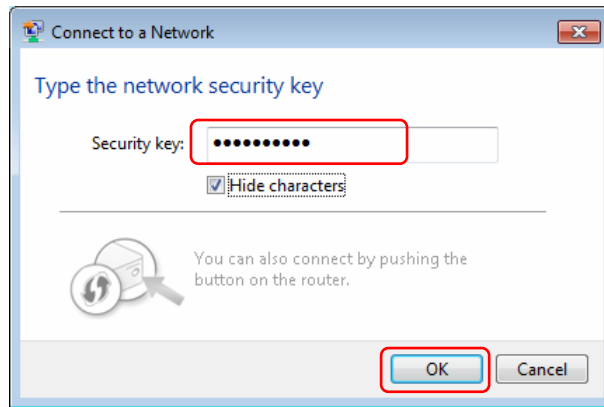 Connect to a Network
Type the network security key
Security key: ••••••••••
Hide characters
You can also connect by pushing the
button on the router.
OK Cancel